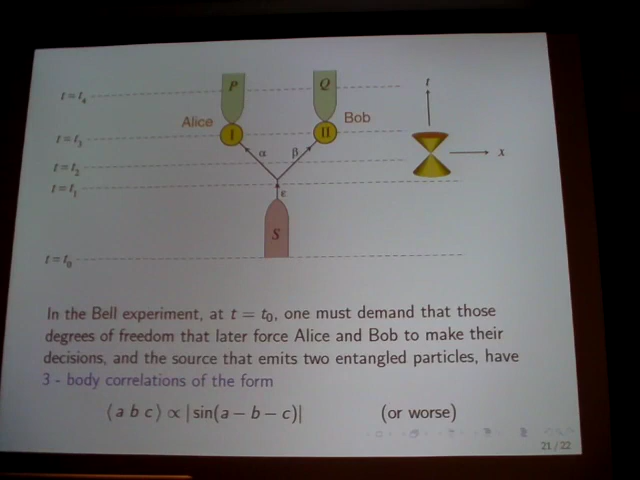 t = t₄
P
Q
Alice
I
II
Bob
t
t = t₃
α
β
x
t = t₂
t = t₁
ε
S
t = t₀
In the Bell experiment, at t = t₀, one must demand that those
degrees of freedom that later force Alice and Bob to make their
decisions, and the source that emits two entangled particles, have
3 - body correlations of the form
⟨ a b c ⟩ ∝ | sin(a − b − c)| (or worse)
21 / 22